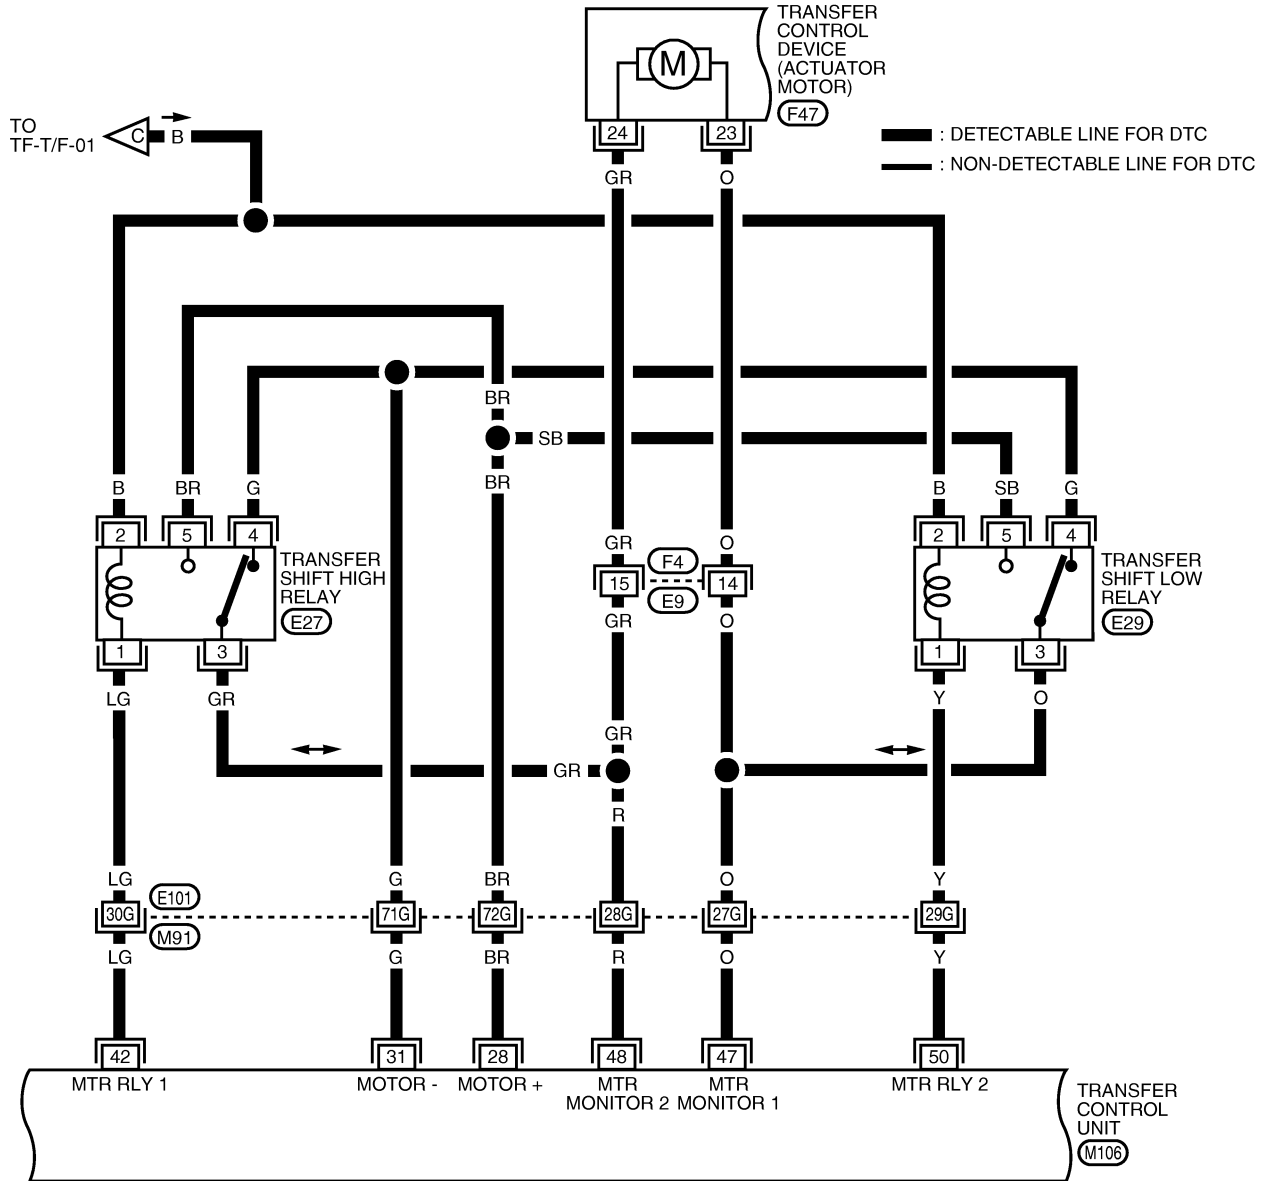 TRANSFER
CONTROL
DEVICE
(ACTUATOR
MOTOR)
F47
M
24
23
GR
O
TO
TF-T/F-01
C
B
: DETECTABLE LINE FOR DTC
: NON-DETECTABLE LINE FOR DTC
BR
SB
BR
B
BR
G
B
SB
G
2
5
4
2
5
4
TRANSFER
SHIFT HIGH
RELAY
E27
GR
O
15
14
F4
E9
GR
O
TRANSFER
SHIFT LOW
RELAY
E29
1
3
1
3
LG
GR
Y
O
GR
GR
R
LG
G
BR
O
Y
E101
30G
71G
72G
28G
27G
29G
M91
LG
G
BR
R
O
Y
42
31
28
48
47
50
MTR RLY 1
MOTOR -
MOTOR +
MTR
MONITOR 2
MTR
MONITOR 1
MTR RLY 2
TRANSFER
CONTROL
UNIT
M106